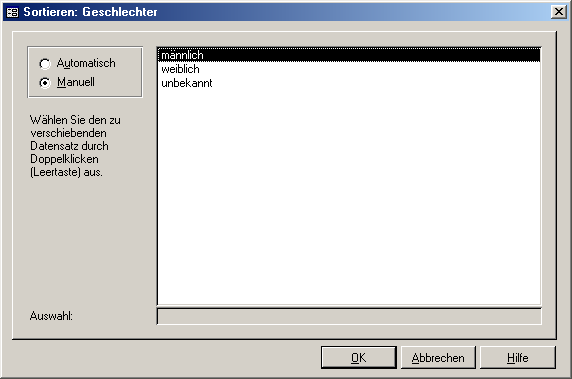 Sortieren: Geschlechter
Automatisch
Manuell
Wählen Sie den zu
verschiebenden
Datensatz durch
Doppelklicken
(Leertaste) aus.
männlich
weiblich
unbekannt
Auswahl:
OK
Abbrechen
Hilfe